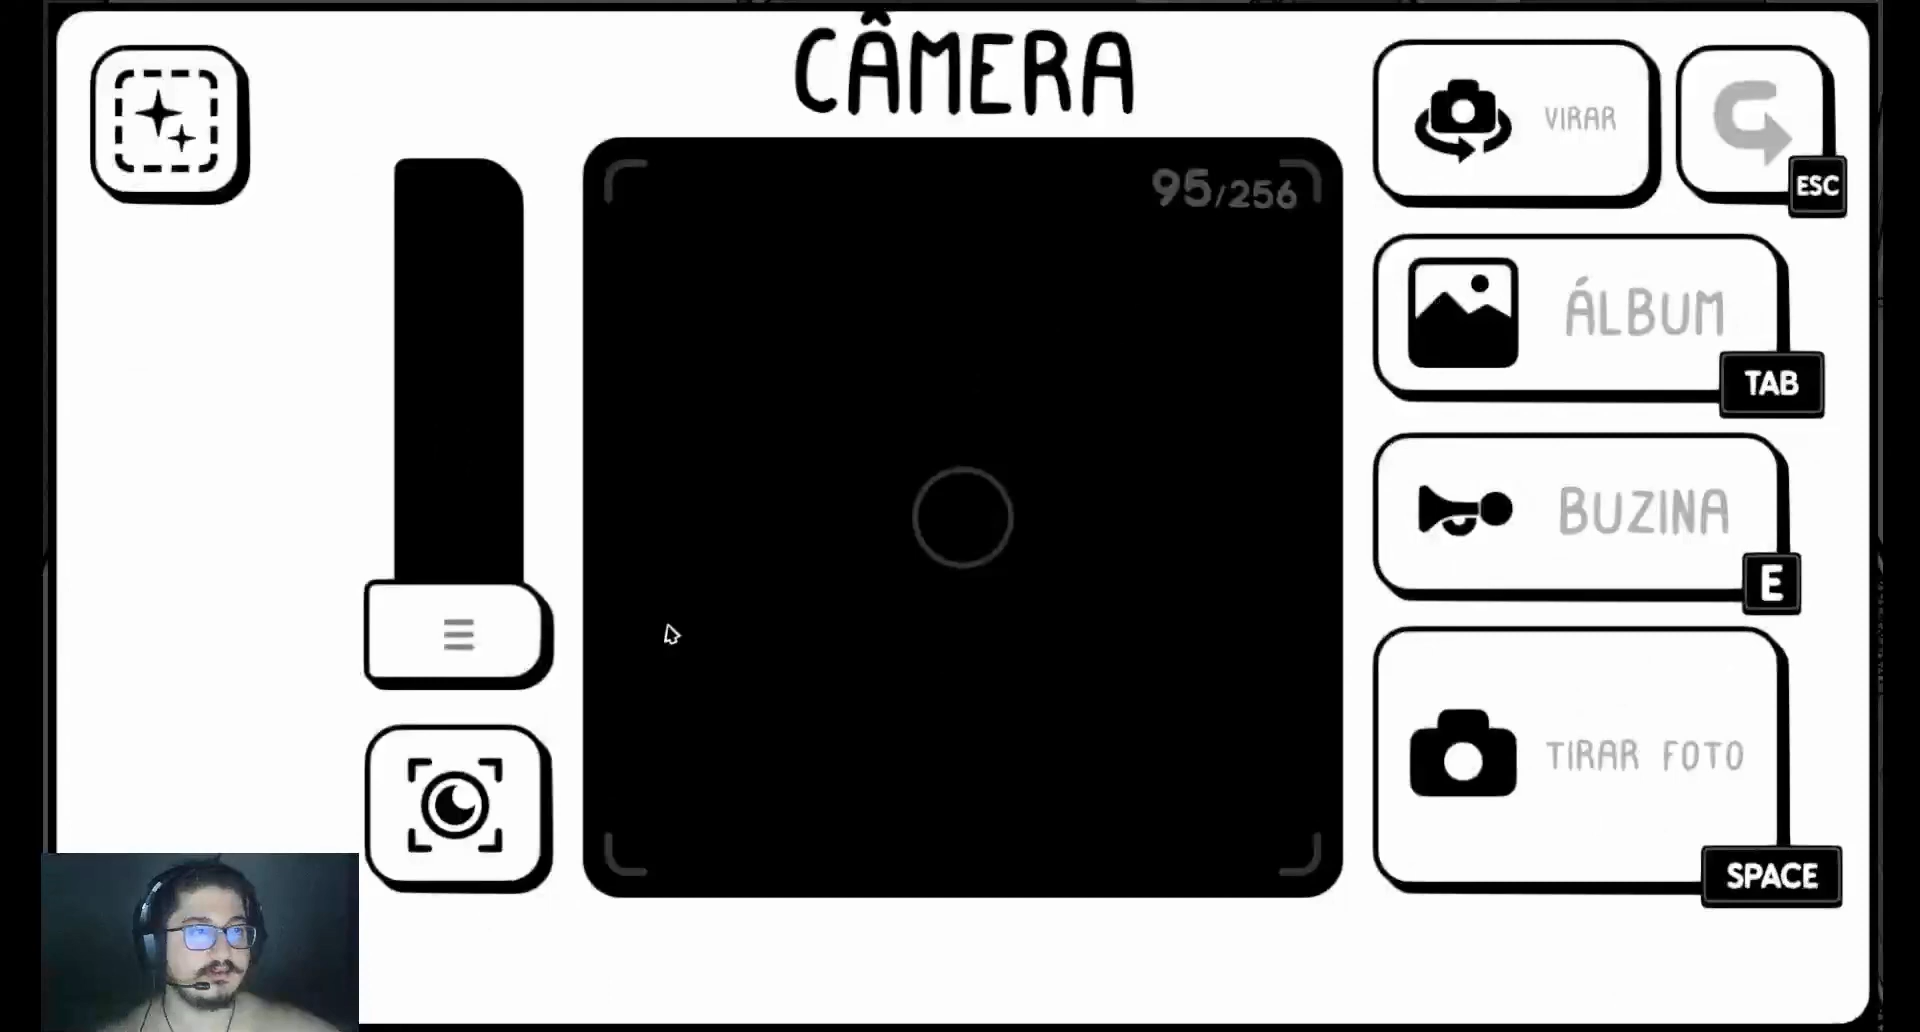 CÂMERA
95/256
VIRAR
ESC
ÁLBUM
TAB
BUZINA
E
TIRAR FOTO
SPACE